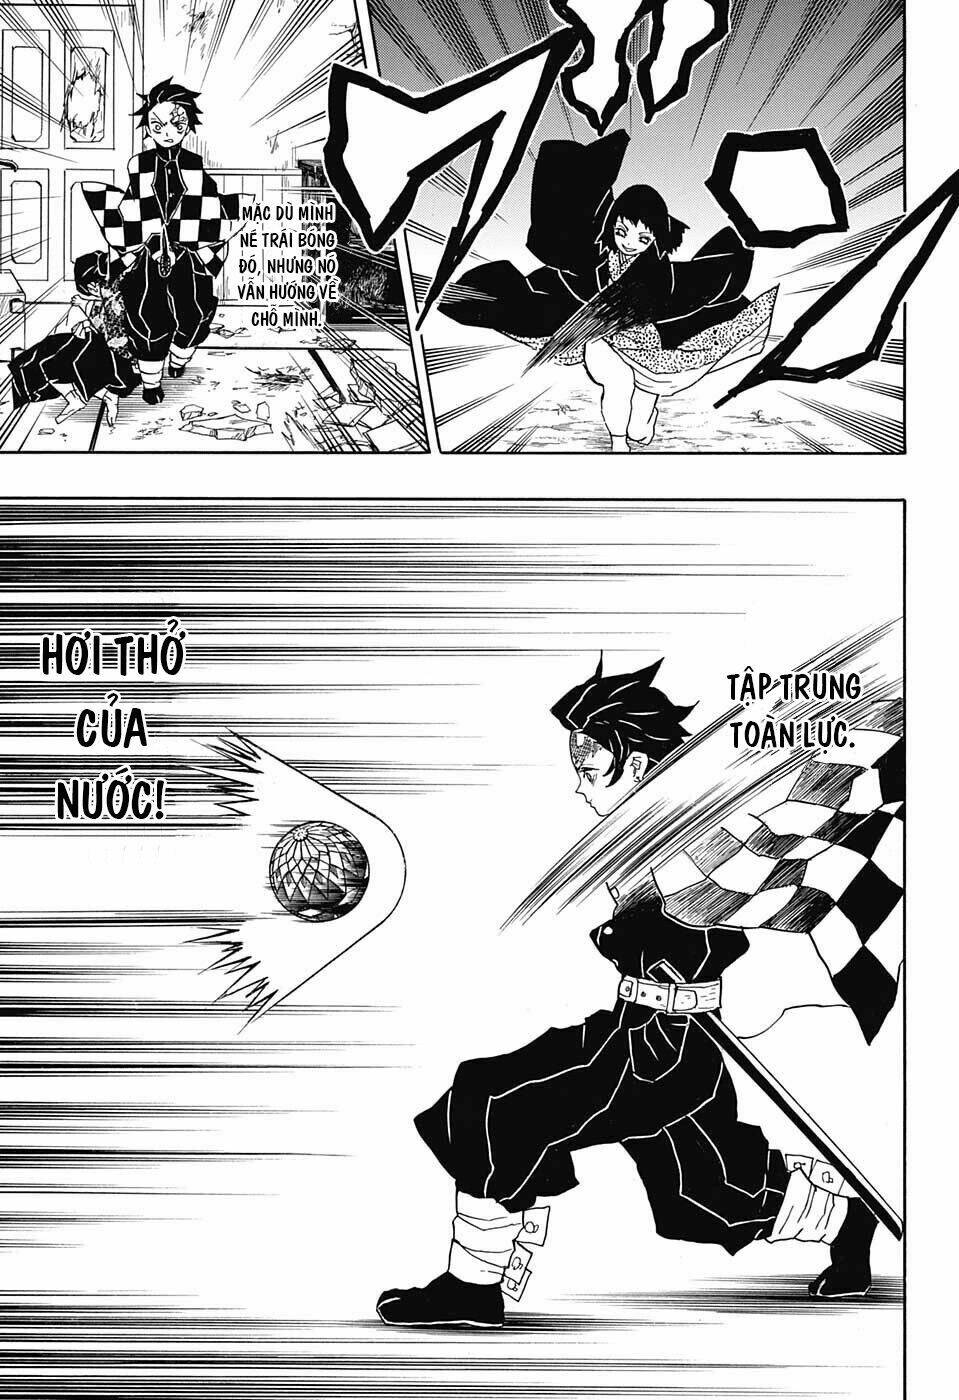 MẶC DÙ MÌNH
NÉ TRÁI BÓNG
ĐÓ, NHƯNG NÓ
VẪN HƯỚNG VỀ
CHỖ MÌNH.
TẬP TRUNG
TOÀN LỰC.
HƠI THỞ
CỦA
NƯỚC!